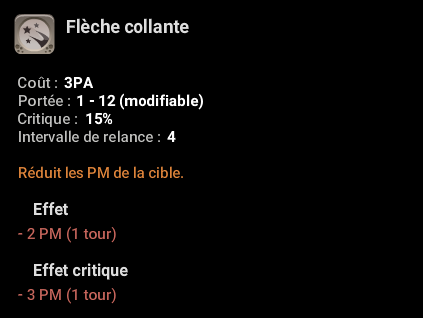 Flèche collante
Coût : 3PA
Portée : 1 - 12 (modifiable)
Critique : 15%
Intervalle de relance : 4
Réduit les PM de la cible.
Effet
- 2 PM (1 tour)
Effet critique
- 3 PM (1 tour)